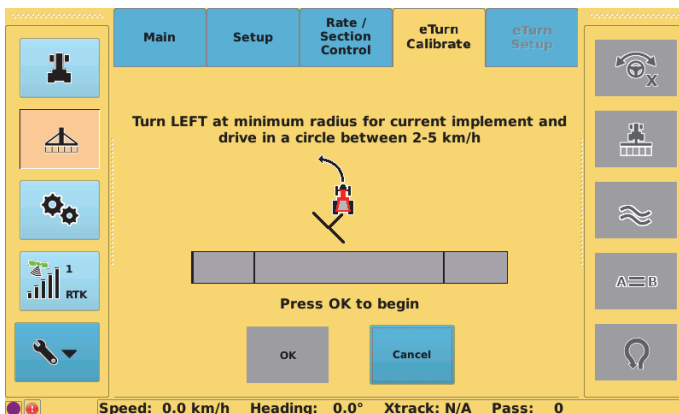 Main
Setup
Rate /
Section
Control
eTurn
Calibrate
eTurn
Setup
X
Turn LEFT at minimum radius for current implement and
drive in a circle between 2-5 km/h
1
RTK
A B
Press OK to begin
OK
Cancel
Speed: 0.0 km/h Heading: 0.0° Xtrack: N/A Pass: 0